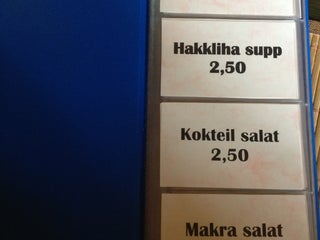 Hakkliha supp
2,50
Kokteil salat
2,50
Makra salat